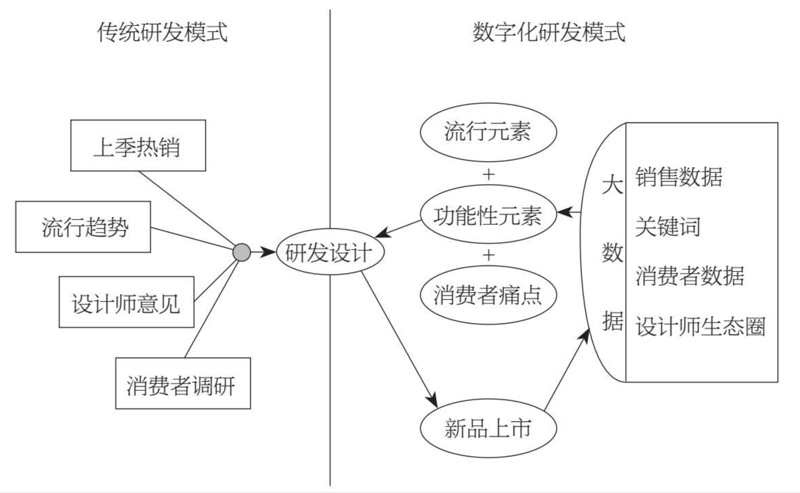 传统研发模式
数字化研发模式
上季热销
流行趋势
设计师意见
消费者调研
研发设计
流行元素
+
功能性元素
+
消费者痛点
新品上市
大数据
销售数据
关键词
消费者数据
设计师生态圈